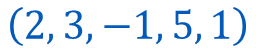 (2, 3, −1, 5, 1)